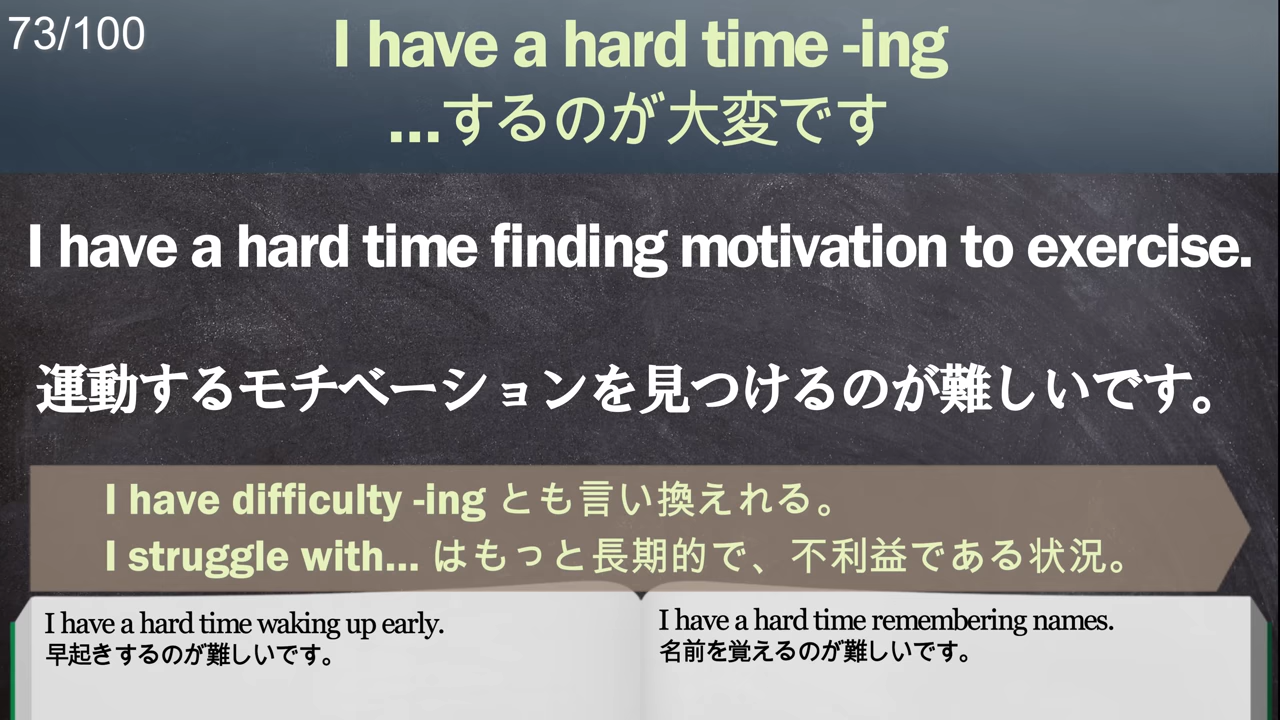 73/100
I have a hard time -ing
...するのが大変です
I have a hard time finding motivation to exercise.
運動するモチベーションを見つけるのが難しいです。
I have difficulty -ing とも言い換えれる。
I struggle with... はもっと長期的で、不利益である状況。
I have a hard time waking up early.
早起きするのが難しいです。
I have a hard time remembering names.
名前を覚えるのが難しいです。